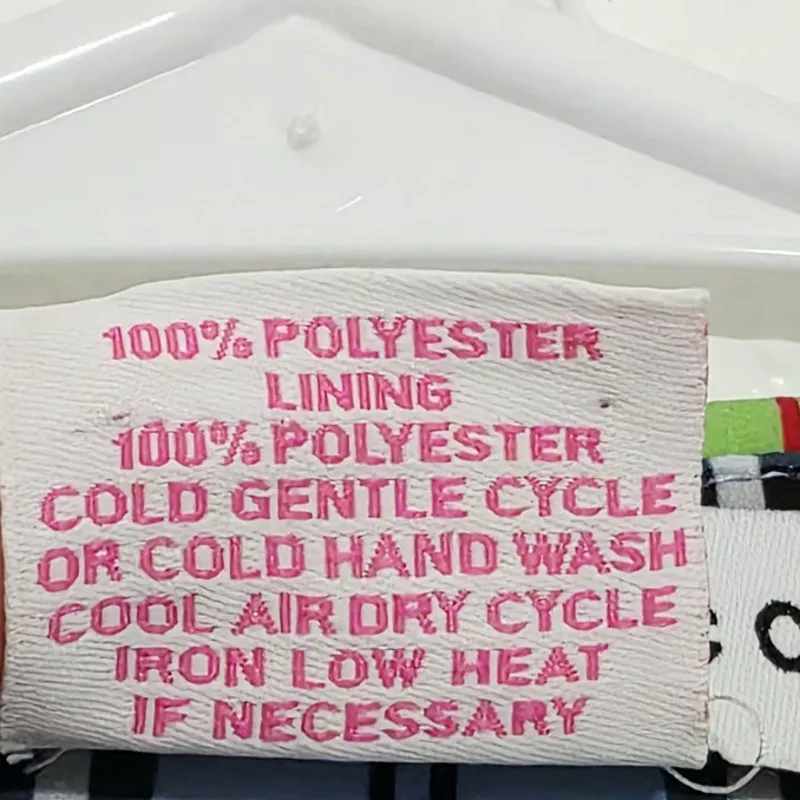 100% POLYESTER
LINING
100% POLYESTER
COLD GENTLE CYCLE
OR COLD HAND WASH
COOL AIR DRY CYCLE
IRON LOW HEAT
IF NECESSARY